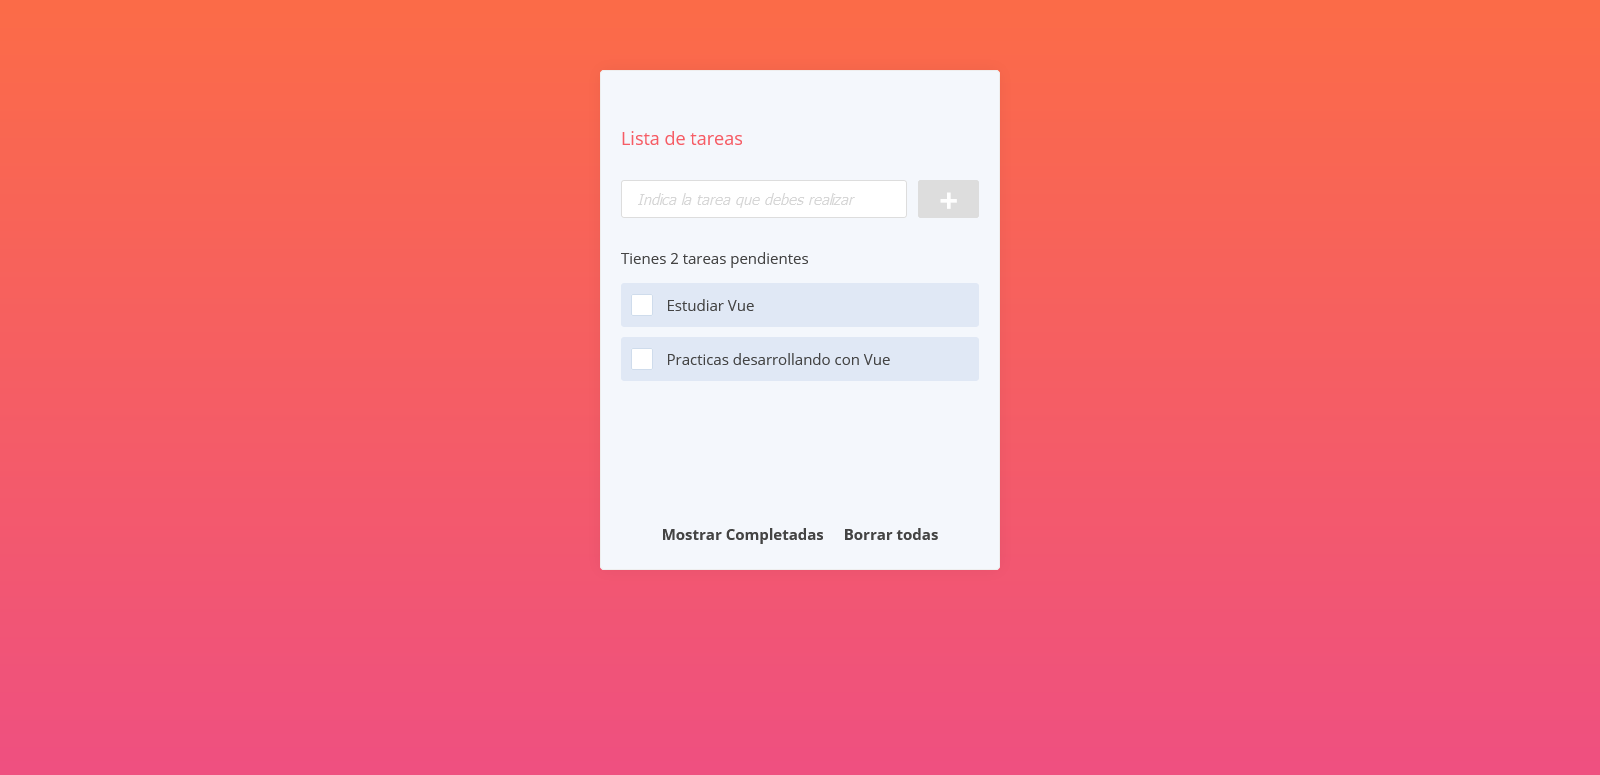 Lista de tareas
Indica la tarea que debes realizar
+
Tienes 2 tareas pendientes
Estudiar Vue
Practicas desarrollando con Vue
Mostrar Completadas Borrar todas